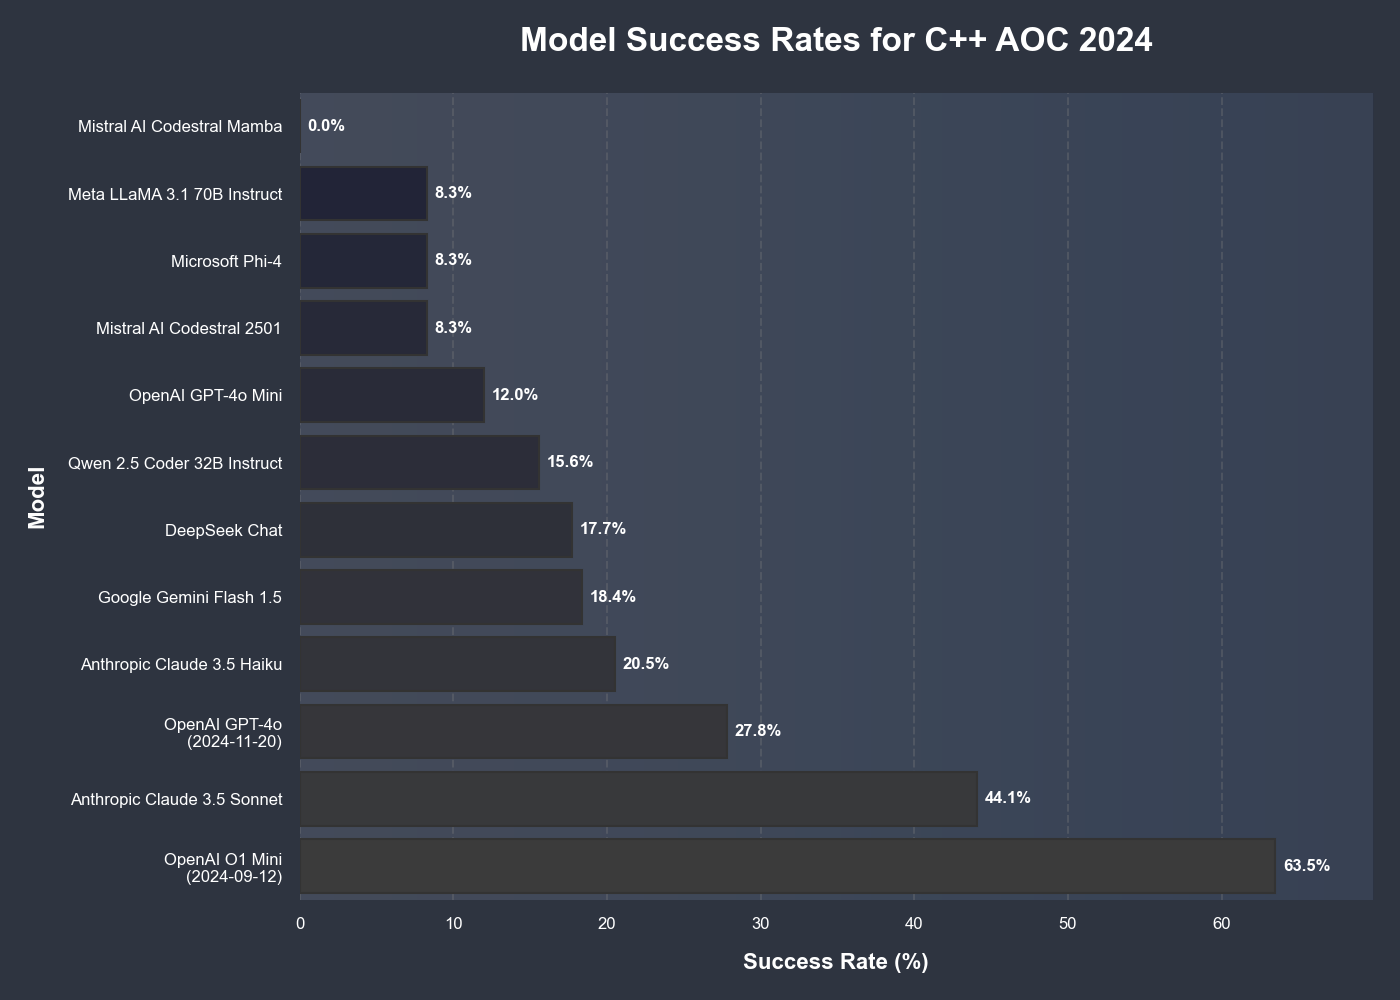 Model Success Rates for C++ AOC 2024
Model
Mistral AI Codestral Mamba
0.0%
Meta LLaMA 3.1 70B Instruct
8.3%
Microsoft Phi-4
8.3%
Mistral AI Codestral 2501
8.3%
OpenAI GPT-4o Mini
12.0%
Qwen 2.5 Coder 32B Instruct
15.6%
DeepSeek Chat
17.7%
Google Gemini Flash 1.5
18.4%
Anthropic Claude 3.5 Haiku
20.5%
OpenAI GPT-4o
(2024-11-20)
27.8%
Anthropic Claude 3.5 Sonnet
44.1%
OpenAI O1 Mini
(2024-09-12)
63.5%
0 10 20 30 40 50 60
Success Rate (%)